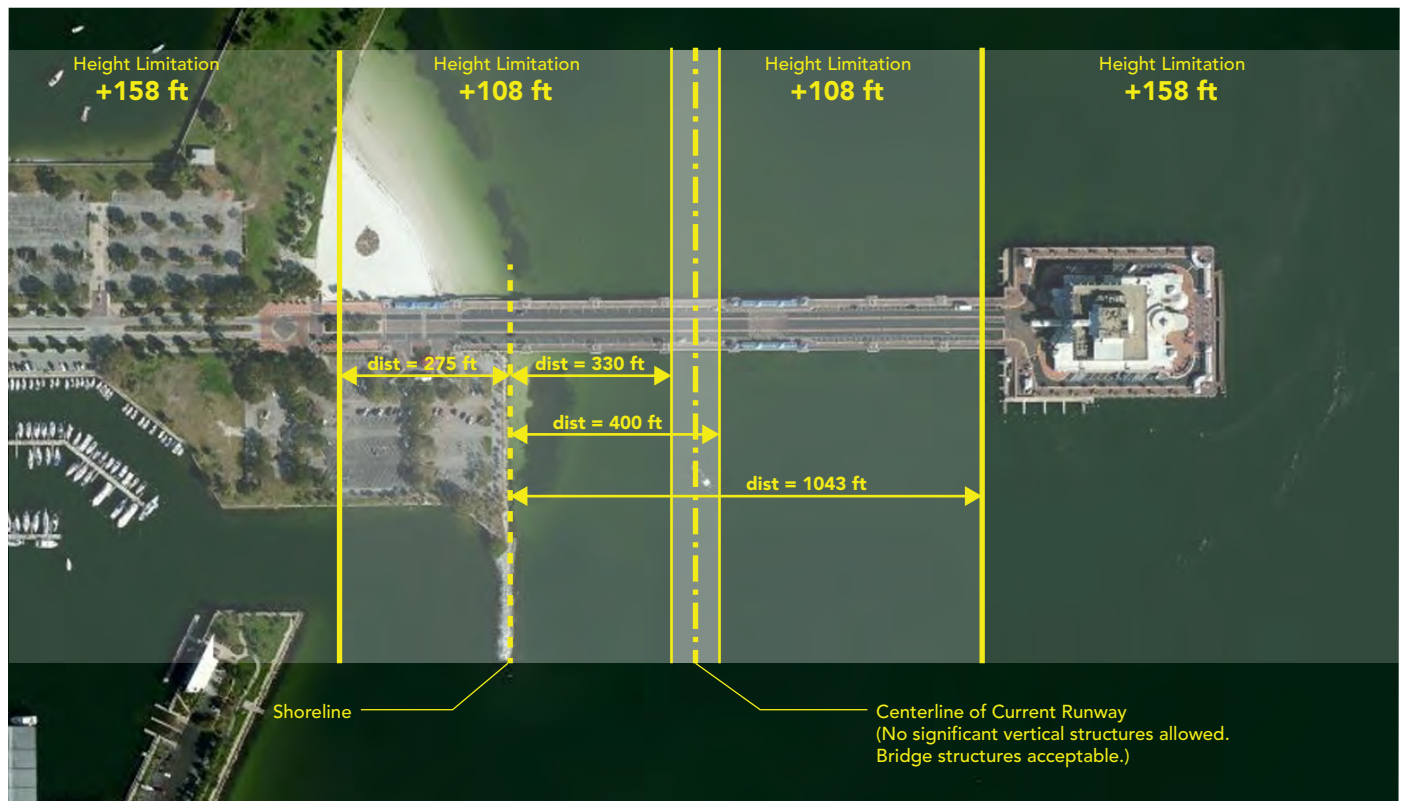 Height Limitation
+158 ft
Height Limitation
+108 ft
Height Limitation
+108 ft
Height Limitation
+158 ft
dist = 275 ft
dist = 330 ft
dist = 400 ft
dist = 1043 ft
Shoreline
Centerline of Current Runway
(No significant vertical structures allowed.
Bridge structures acceptable.)